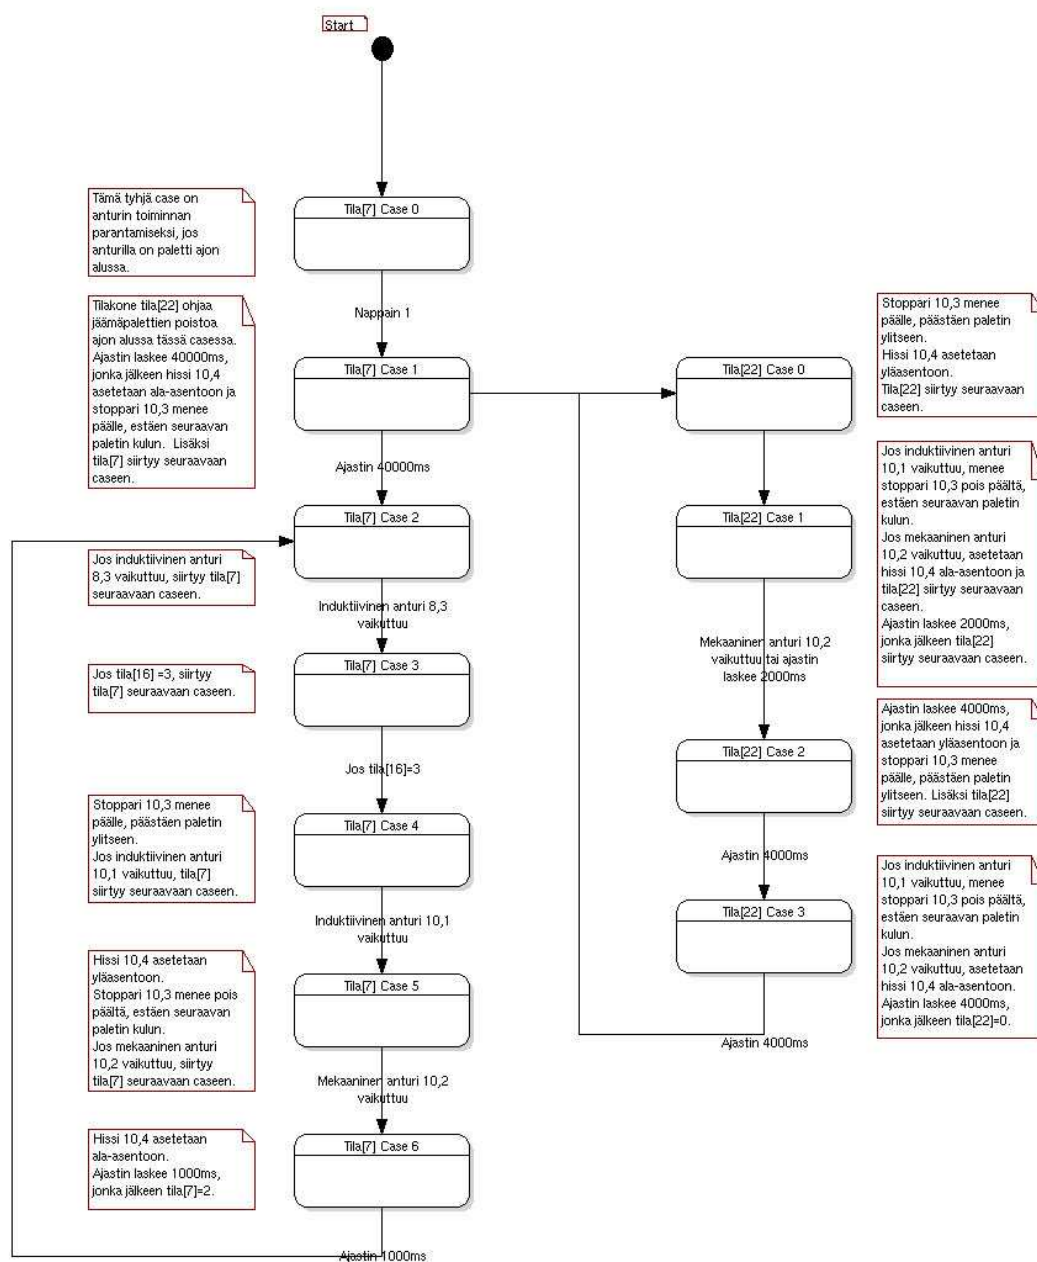 Start
Tämä tyhjä case on
anturin toiminnan
parantamiseksi, jos
anturilla on paletti ajon
alussa.
Tila[7] Case 0
Nappain 1
Tilakone tila[22] ohjaa
jäämäpalettien poistoa
ajon alussa tässä casessa.
Ajastin laskee 40000ms,
jonka jälkeen hissi 10,4
asetetaan ala-asentoon ja
stoppari 10,3 menee
päälle, estäen seuraavan
paletin kulun. Lisäksi
tila[7] siirtyy seuraavaan
caseen.
Tila[7] Case 1
Ajastin 40000ms
Tila[7] Case 2
Jos induktiivinen anturi
8,3 vaikuttuu, siirtyy tila[7]
seuraavaan caseen.
Induktiivinen anturi 8,3
vaikuttuu
Tila[7] Case 3
Jos tila[16] =3, siirtyy
tila[7] seuraavaan caseen.
Jos tila[16]=3
Stoppari 10,3 menee
päälle, päästäen paletin
ylitseen.
Jos induktiivinen anturi
10,1 vaikuttuu, tila[7]
siirtyy seuraavaan caseen.
Tila[7] Case 4
Induktiivinen anturi 10,1
vaikuttuu
Hissi 10,4 asetetaan
yläasentoon.
Stoppari 10,3 menee pois
päältä, estäen seuraavan
paletin kulun.
Jos mekaaninen anturi
10,2 vaikuttuu, siirtyy
tila[7] seuraavaan caseen.
Tila[7] Case 5
Mekaaninen anturi 10,2
vaikuttuu
Hissi 10,4 asetetaan
ala-asentoon.
Ajastin laskee 1000ms,
jonka jälkeen tila[7]=2.
Tila[7] Case 6
Ajastin 1000ms
Tila[22] Case 0
Stoppari 10,3 menee
päälle, päästäen paletin
ylitseen.
Hissi 10,4 asetetaan
yläasentoon.
Tila[22] siirtyy seuraavaan
caseen.
Tila[22] Case 1
Jos induktiivinen anturi
10,1 vaikuttuu, menee
stoppari 10,3 pois päältä,
estäen seuraavan paletin
kulun.
Jos mekaaninen anturi
10,2 vaikuttuu, asetetaan
hissi 10,4 ala-asentoon ja
tila[22] siirtyy seuraavaan
caseen.
Ajastin laskee 2000ms,
jonka jälkeen tila[22]
siirtyy seuraavaan caseen.
Mekaaninen anturi 10,2
vaikuttuu tai ajastin
laskee 2000ms
Tila[22] Case 2
Ajastin laskee 4000ms,
jonka jälkeen hissi 10,4
asetetaan yläasentoon ja
stoppari 10,3 menee
päälle, päästäen paletin
ylitseen. Lisäksi tila[22]
siirtyy seuraavaan caseen.
Ajastin 4000ms
Tila[22] Case 3
Jos induktiivinen anturi
10,1 vaikuttuu, menee
stoppari 10,3 pois päältä,
estäen seuraavan paletin
kulun.
Jos mekaaninen anturi
10,2 vaikuttuu, asetetaan
hissi 10,4 ala-asentoon.
Ajastin laskee 4000ms,
jonka jälkeen tila[22]=0.
Ajastin 4000ms